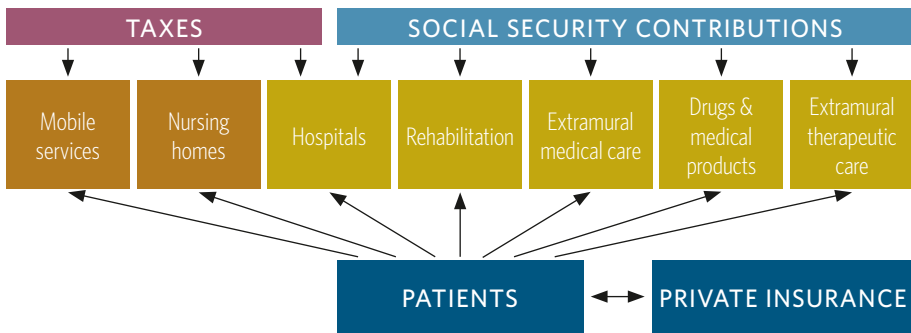 TAXES
SOCIAL SECURITY CONTRIBUTIONS
Mobile
services
Nursing
homes
Hospitals
Rehabilitation
Extramural
medical care
Drugs &
medical
products
Extramural
therapeutic
care
PATIENTS
PRIVATE INSURANCE